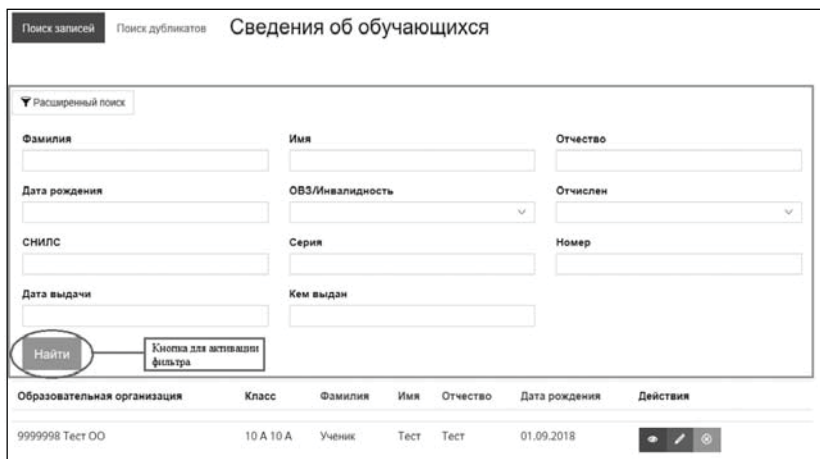 Поиск записей Поиск дубликатов Сведения об обучающихся
Расширенный поиск
Фамилия Имя Отчество
Дата рождения ОВЗ/Инвалидность Отчислен
СНИЛС Серия Номер
Дата выдачи Кем выдан
Найти
Кнопка для активации
фильтра
Образовательная организация Класс Фамилия Имя Отчество Дата рождения Действия
9999998 Тест ОО 10 А 10 А Ученик Тест Тест 01.09.2018